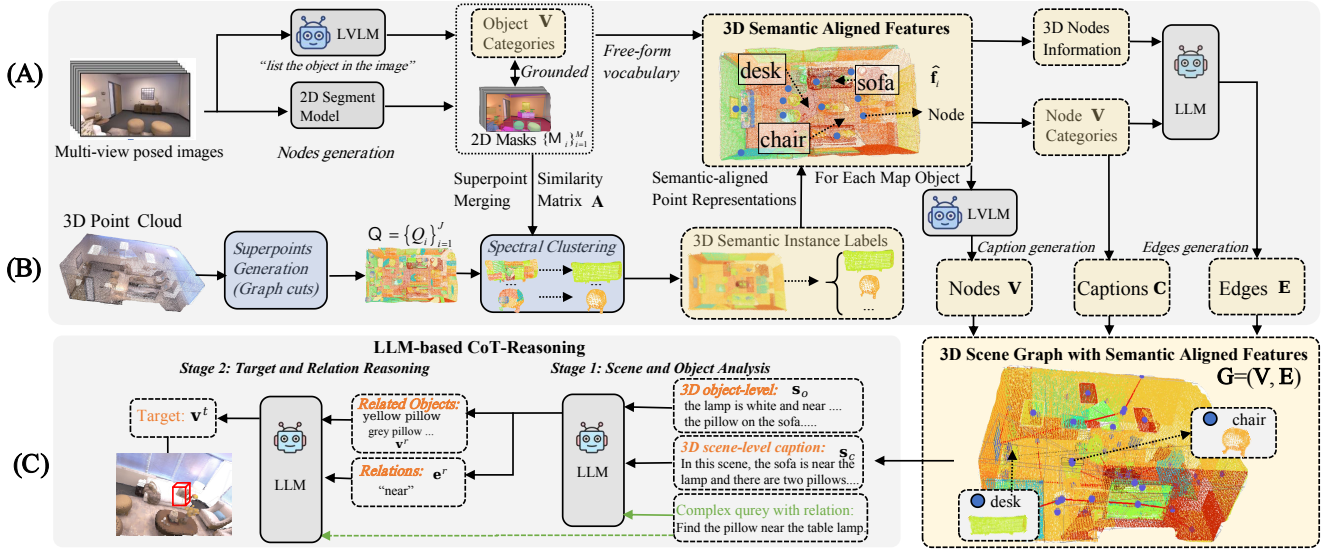 (A)
Multi-view posed images
LVLM
"list the object in the image"
2D Segment
Model
Nodes generation
Object V
Categories
Grounded
2D Masks {M_i}_{i=1}^M
Free-form
vocabulary
3D Semantic Aligned Features
desk
sofa
chair
f̂_i
Node
3D Nodes
Information
Node V
Categories
LLM
Superpoint
Merging
Similarity
Matrix A
Semantic-aligned
Point Representations
For Each Map Object
LVLM
Caption generation
Edges generation
(B)
3D Point Cloud
Superpoints
Generation
(Graph cuts)
Q = {Q_i}_{i=1}^J
Spectral Clustering
...
3D Semantic Instance Labels
...
Nodes V
Captions C
Edges E
(C)
LLM-based CoT-Reasoning
Stage 2: Target and Relation Reasoning
Stage 1: Scene and Object Analysis
Target: v^t
LLM
Related Objects:
yellow pillow
grey pillow ...
v^r
Relations: e^r
"near"
LLM
3D object-level: s_o
the lamp is white and near ....
the pillow on the sofa.....
3D scene-level caption: s_c
In this scene, the sofa is near the
lamp and there are two pillows....
Complex qurey with relation:
Find the pillow near the table lamp.
3D Scene Graph with Semantic Aligned Features
G=(V, E)
chair
desk